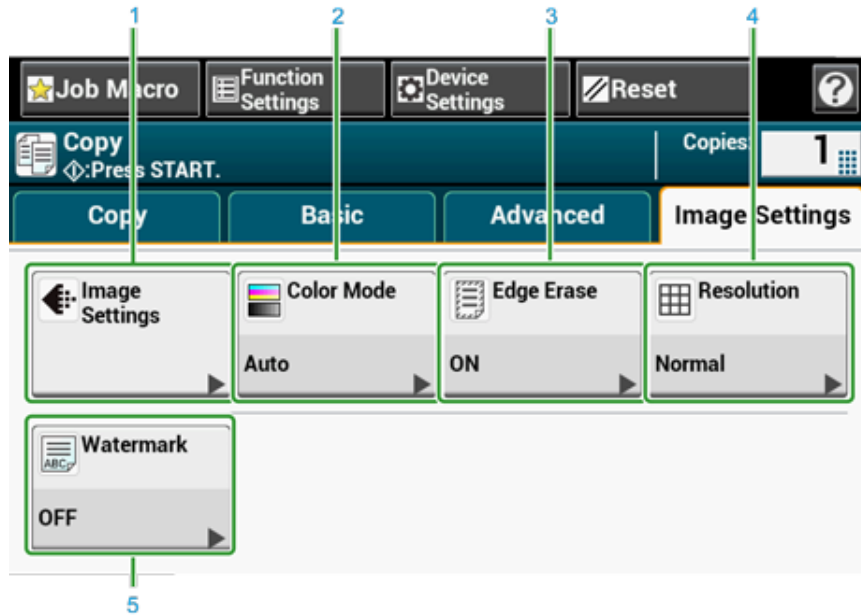 1 2 3 4
Job Macro Function Settings Device Settings Reset ?
Copy
:Press START.
Copies: 1
Copy Basic Advanced Image Settings
Image Settings
Color Mode
Auto
Edge Erase
ON
Resolution
Normal
ABC
Watermark
OFF
5